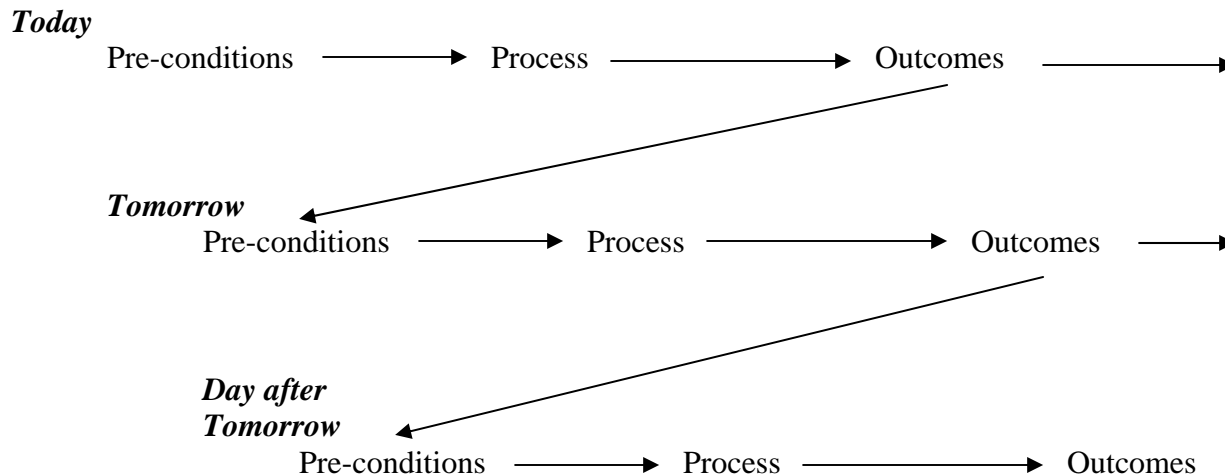 Today
Pre-conditions Process Outcomes
Tomorrow
Pre-conditions Process Outcomes
Day after
Tomorrow
Pre-conditions Process Outcomes